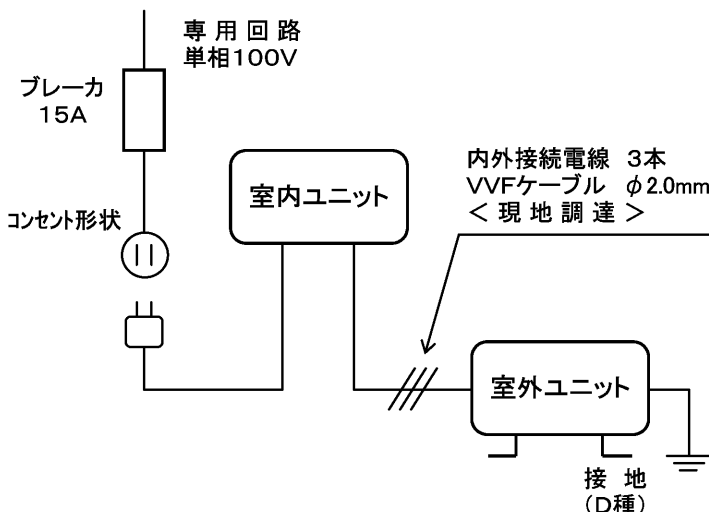 専用回路
単相100V
ブレーカ
15A
コンセント形状
室内ユニット
内外接続電線 3本
VVFケーブル φ2.0mm
<現地調達>
室外ユニット
接地
(D種)